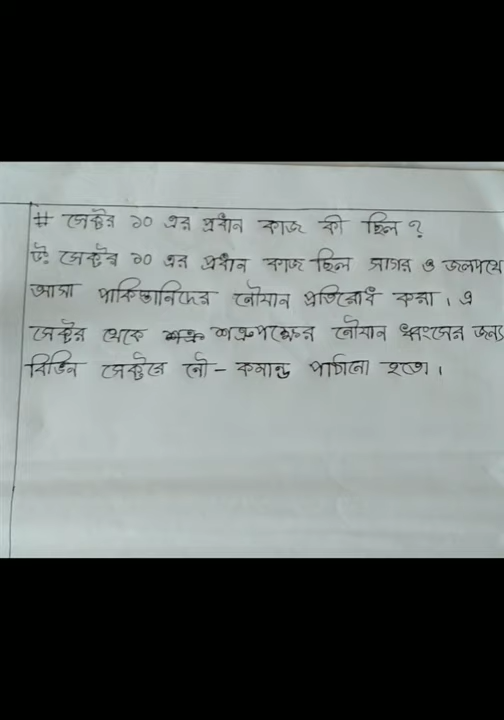 # সেক্টর ১০ এর প্রধান কাজ কী ছিল ?
উঃ সেক্টর ১০ এর প্রধান কাজ ছিল সাগর ও জলপথে
আসা পাকিস্তানিদের নৌযান প্রতিরোধ করা। এ
সেক্টর থেকে শত্রুপক্ষের নৌযান ধ্বংসের জন্য
বিভিন্ন সেক্টরে নৌ - কমান্ড পাঠানো হতো।